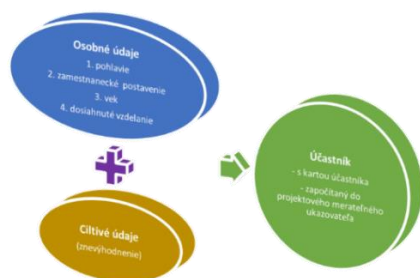 Osobné údaje
1. pohlavie
2. zamestnanecké postavenie
3. vek
4. dosiahnuté vzdelanie
Citlivé údaje
(znevýhodnenie)
Účastník
- s kartou účastníka
- započítaný do
projektového merateľného
ukazovateľa